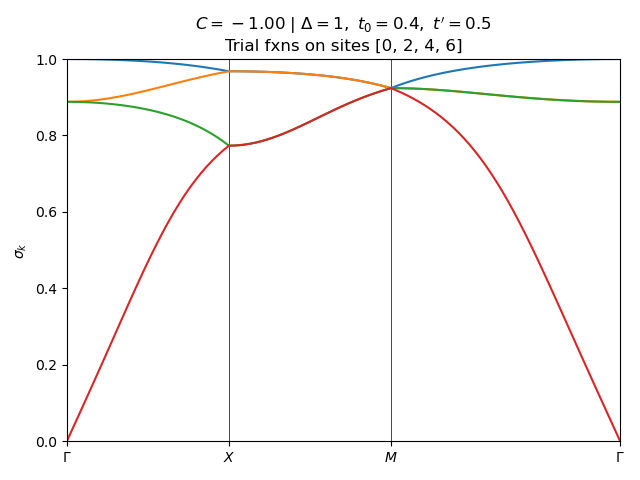 C = −1.00 | Δ = 1, t₀ = 0.4, t′ = 0.5
Trial fxns on sites [0, 2, 4, 6]
1.0
0.8
0.6
0.4
0.2
0.0
σₖ
Γ X M Γ